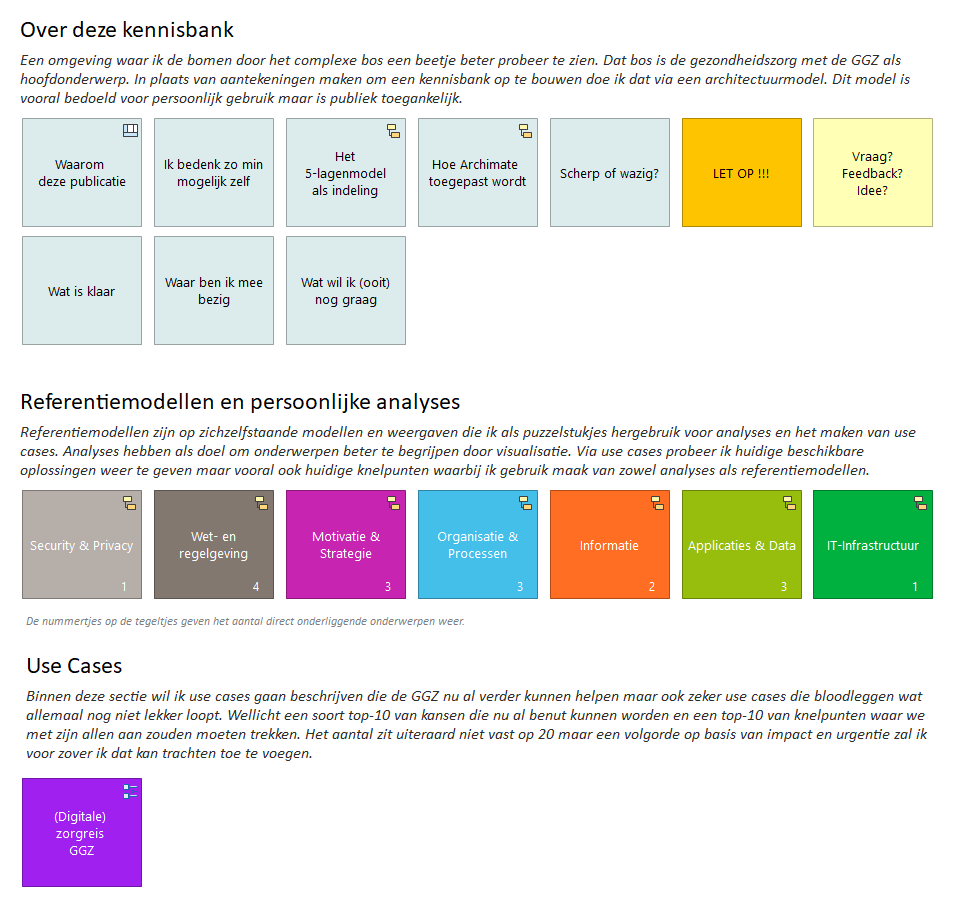 Over deze kennisbank
Een omgeving waar ik de bomen door het complexe bos een beetje beter probeer te zien. Dat bos is de gezondheidszorg met de GGZ als
hoofdonderwerp. In plaats van aantekeningen maken om een kennisbank op te bouwen doe ik dat via een architectuurmodel. Dit model is
vooral bedoeld voor persoonlijk gebruik maar is publiek toegankelijk.
Waarom
deze publicatie
Ik bedenk zo min
mogelijk zelf
Het
5-lagenmodel
als indeling
Hoe Archimate
toegepast wordt
Scherp of wazig?
LET OP !!!
Vraag?
Feedback?
Idee?
Wat is klaar
Waar ben ik mee
bezig
Wat wil ik (ooit)
nog graag
Referentiemodellen en persoonlijke analyses
Referentiemodellen zijn op zichzelfstaande modellen en weergaven die ik als puzzelstukjes hergebruik voor analyses en het maken van use
cases. Analyses hebben als doel om onderwerpen beter te begrijpen door visualisatie. Via use cases probeer ik huidige beschikbare
oplossingen weer te geven maar vooral ook huidige knelpunten waarbij ik gebruik maak van zowel analyses als referentiemodellen.
Security & Privacy
1
Wet- en
regelgeving
4
Motivatie &
Strategie
3
Organisatie &
Processen
3
Informatie
2
Applicaties & Data
3
IT-Infrastructuur
1
De nummertjes op de tegeltjes geven het aantal direct onderliggende onderwerpen weer.
Use Cases
Binnen deze sectie wil ik use cases gaan beschrijven die de GGZ nu al verder kunnen helpen maar ook zeker use cases die bloodleggen wat
allemaal nog niet lekker loopt. Wellicht een soort top-10 van kansen die nu al benut kunnen worden en een top-10 van knelpunten waar we
met zijn allen aan zouden moeten trekken. Het aantal zit uiteraard niet vast op 20 maar een volgorde op basis van impact en urgentie zal ik
voor zover ik dat kan trachten toe te voegen.
(Digitale)
zorgreis
GGZ